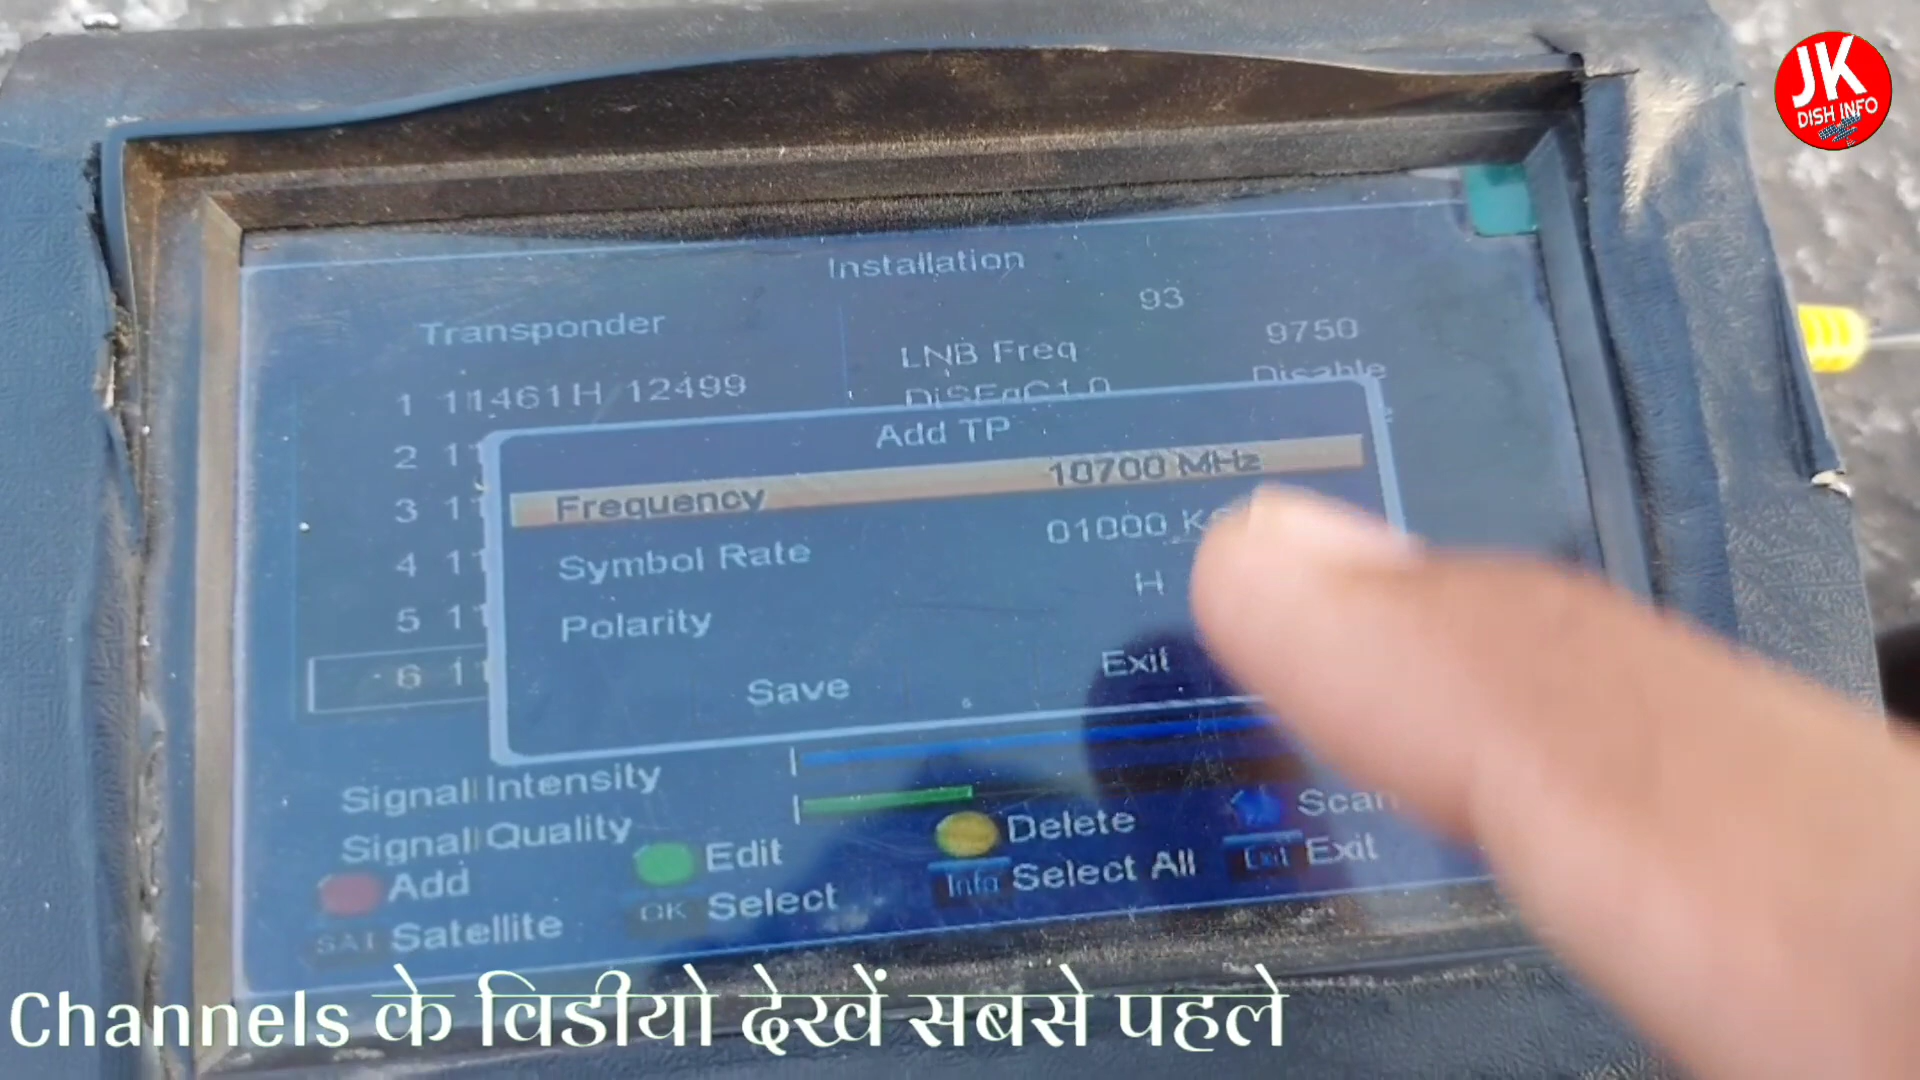 JK
DISH INFO
Installation
93
Transponder
LNB Freq 9750
1 11461H 12499
DiSEqC1.0 Disable
Add TP
2 11
Frequency 10700 MHz
3 11
Symbol Rate 01000
4 11
Polarity H
5 11
6 11
Save Exit
Signal Intensity
Signal Quality
Add Edit Delete Scan
SAT Satellite OK Select Info Select All Exit Exit
Channels के विडीयो देखें सबसे पहले